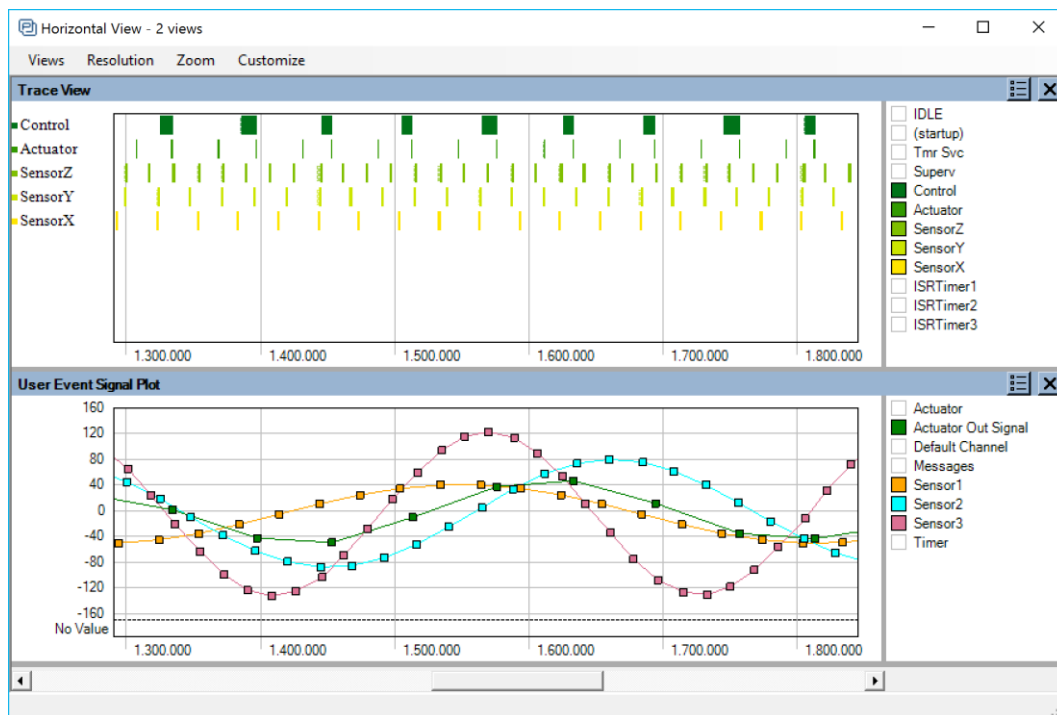 Horizontal View - 2 views
Views Resolution Zoom Customize
Trace View
Control
Actuator
SensorZ
SensorY
SensorX
1.300.000 1.400.000 1.500.000 1.600.000 1.700.000 1.800.000
IDLE
(startup)
Tmr Svc
Superv
Control
Actuator
SensorZ
SensorY
SensorX
ISRTimer1
ISRTimer2
ISRTimer3
User Event Signal Plot
160
120
80
40
0
-40
-80
-120
-160
No Value
1.300.000 1.400.000 1.500.000 1.600.000 1.700.000 1.800.000
Actuator
Actuator Out Signal
Default Channel
Messages
Sensor1
Sensor2
Sensor3
Timer